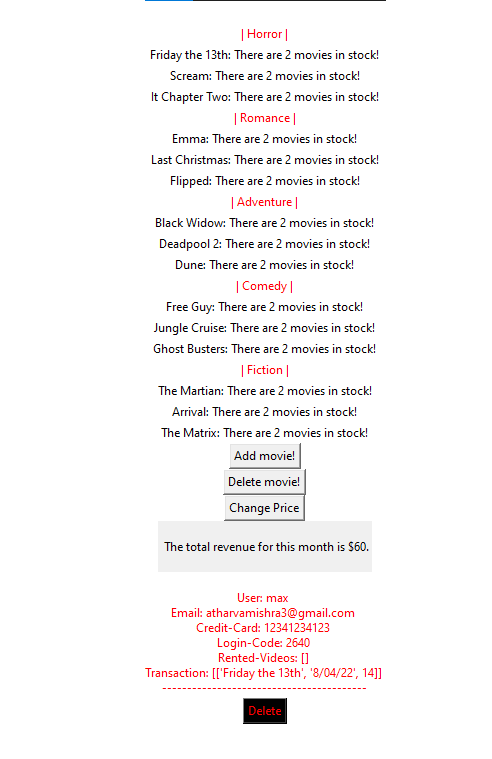 | Horror |
Friday the 13th: There are 2 movies in stock!
Scream: There are 2 movies in stock!
It Chapter Two: There are 2 movies in stock!
| Romance |
Emma: There are 2 movies in stock!
Last Christmas: There are 2 movies in stock!
Flipped: There are 2 movies in stock!
| Adventure |
Black Widow: There are 2 movies in stock!
Deadpool 2: There are 2 movies in stock!
Dune: There are 2 movies in stock!
| Comedy |
Free Guy: There are 2 movies in stock!
Jungle Cruise: There are 2 movies in stock!
Ghost Busters: There are 2 movies in stock!
| Fiction |
The Martian: There are 2 movies in stock!
Arrival: There are 2 movies in stock!
The Matrix: There are 2 movies in stock!
Add movie!
Delete movie!
Change Price
The total revenue for this month is $60.
User: max
Email: atharvamishra3@gmail.com
Credit-Card: 12341234123
Login-Code: 2640
Rented-Videos: []
Transaction: [['Friday the 13th', '8/04/22', 14]]
-----------------------------------------
Delete